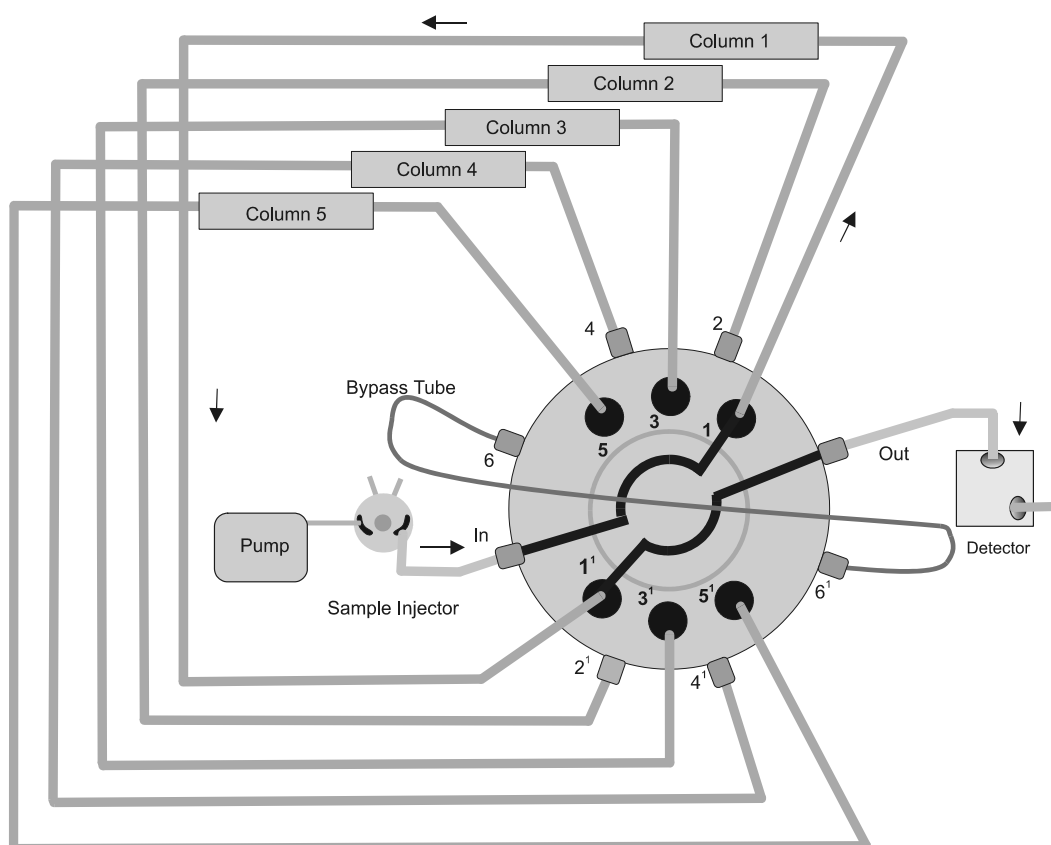 Column 1
Column 2
Column 3
Column 4
Column 5
4
2
Bypass Tube
3
1
5
6
Out
In
Pump
Detector
1¹
3¹
5¹
6¹
Sample Injector
2¹
4¹